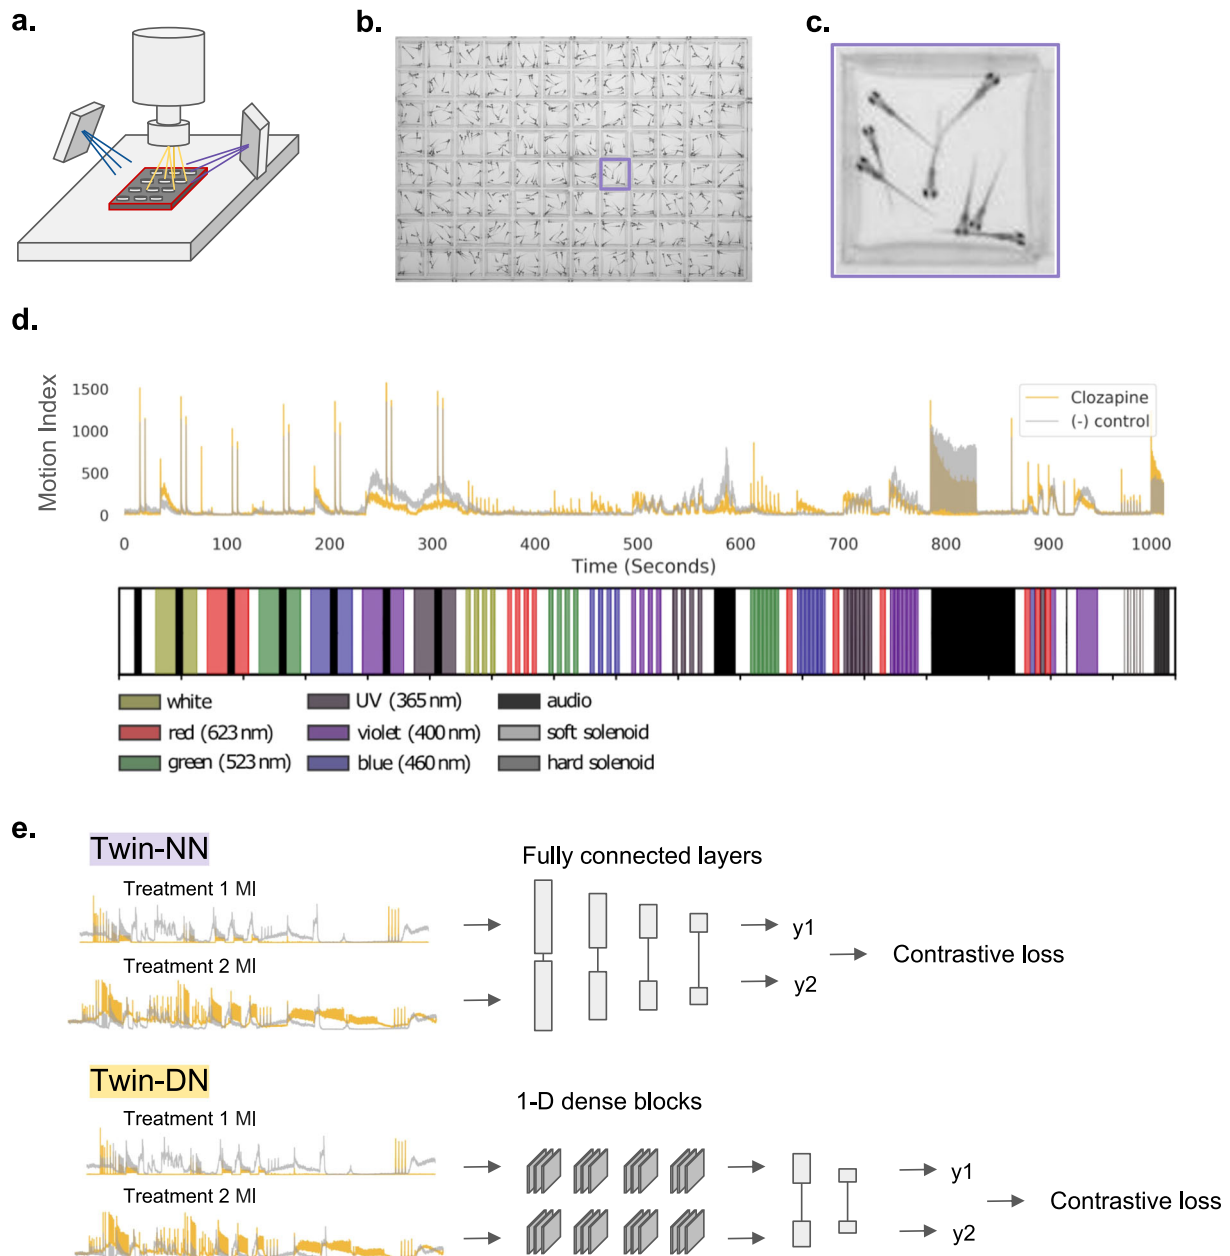 a.
b.
c.
d.
Motion Index
1500
1000
500
0
Clozapine
(-) control
0 100 200 300 400 500 600 700 800 900 1000
Time (Seconds)
white
red (623 nm)
green (523 nm)
UV (365 nm)
violet (400 nm)
blue (460 nm)
audio
soft solenoid
hard solenoid
e.
Twin-NN
Treatment 1 MI
Treatment 2 MI
Fully connected layers
y1
y2
Contrastive loss
Twin-DN
Treatment 1 MI
Treatment 2 MI
1-D dense blocks
y1
y2
Contrastive loss